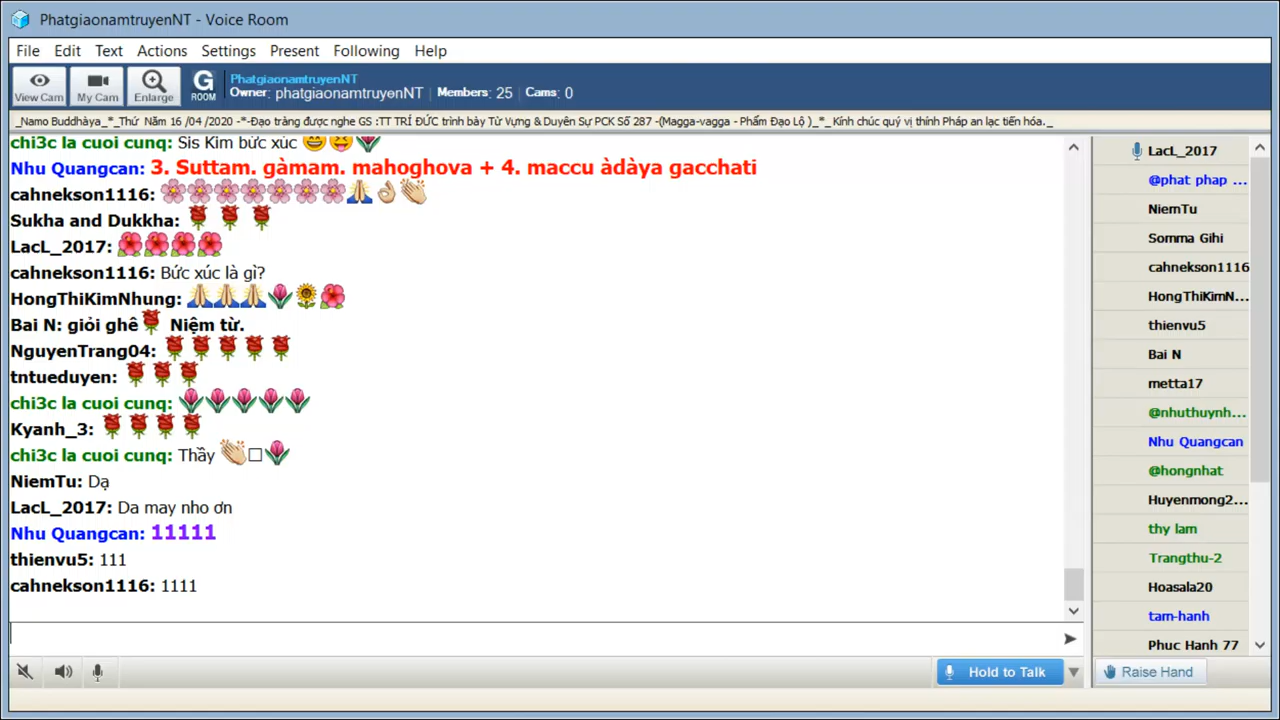 PhatgiaonamtruyenNT - Voice Room
File Edit Text Actions Settings Present Following Help
View Cam
My Cam
Enlarge
G ROOM
PhatgiaonamtruyenNT
Owner: phatgiaonamtruyenNT | Members: 25 | Cams: 0
_Namo Buddhàya_*_Thứ Năm 16 /04 /2020 -*-Đạo tràng được nghe GS :TT TRÍ ĐỨC trình bày Từ Vựng & Duyên Sự PCK Số 287 -(Magga-vagga - Phẩm Đạo Lộ )_*_ Kính chúc quý vị thính Pháp an lạc tiến hóa._
chi3c la cuoi cunq: Sis Kim bức xúc 😄😝🌷
Nhu Quangcan: 3. Suttam. gàmam. mahoghova + 4. maccu àdàya gacchati
cahnekson1116: 🌸🌸🌸🌸🌸🌸🌸🙏👌👏
Sukha and Dukkha: 🌹 🌹 🌹
LacL_2017: 🌺🌺🌺🌺
cahnekson1116: Bức xúc là gì?
HongThiKimNhung: 🙏🙏🙏🌷🌻🌺
Bai N: giỏi ghê🌹 Niệm từ.
NguyenTrang04: 🌹🌹🌹🌹🌹
tntueduyen: 🌹🌹🌹
chi3c la cuoi cunq: 🌷🌷🌷🌷🌷
Kyanh_3: 🌹🌹🌹🌹
chi3c la cuoi cunq: Thầy 👏□🌷
NiemTu: Dạ
LacL_2017: Da may nho ơn
Nhu Quangcan: 11111
thienvu5: 111
cahnekson1116: 1111
LacL_2017
@phat phap ...
NiemTu
Somma Gihi
cahnekson1116
HongThiKimN...
thienvu5
Bai N
metta17
@nhuthuynh...
Nhu Quangcan
@hongnhat
Huyenmong2...
thy lam
Trangthu-2
Hoasala20
tam-hanh
Phuc Hanh 77
Hold to Talk
Raise Hand